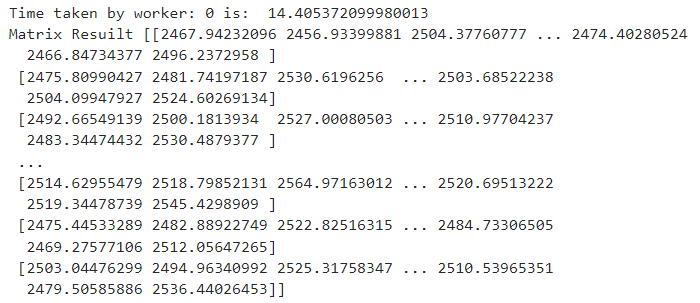 Time taken by worker: 0 is:  14.405372099980013
Matrix Resuilt [[2467.94232096 2456.93399881 2504.37760777 ... 2474.40280524
  2466.84734377 2496.2372958 ]
 [2475.80990427 2481.74197187 2530.6196256  ... 2503.68522238
  2504.09947927 2524.60269134]
 [2492.66549139 2500.1813934  2527.00080503 ... 2510.97704237
  2483.34474432 2530.4879377 ]
 ...
 [2514.62955479 2518.79852131 2564.97163012 ... 2520.69513222
  2519.34478739 2545.4298909 ]
 [2475.44533289 2482.88922749 2522.82516315 ... 2484.73306505
  2469.27577106 2512.05647265]
 [2503.04476299 2494.96340992 2525.31758347 ... 2510.53965351
  2479.50585886 2536.44026453]]